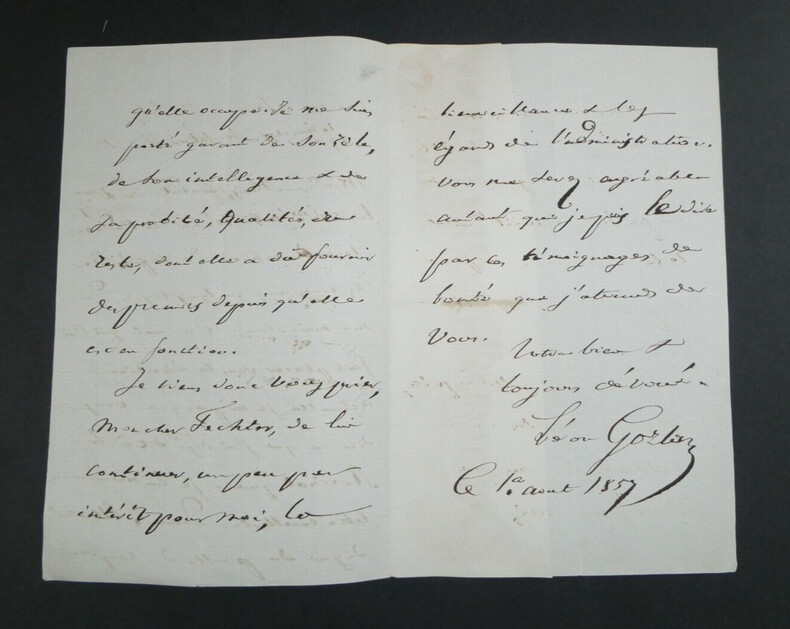 qu'elle occupe. Je me suis
porté garant de son zèle,
de son intelligence & de
sa probité, qualités, du
reste, dont elle a dû fournir
des preuves depuis qu'elle
est en fonction.
Je viens donc vous prier,
mon cher Fechter, de lui
continuer, un peu par
intérêt pour moi, la
bienveillance & les
égards de l'administration.
Vous me serez agréable
autant que je puis le dire
par ces témoignages de
bonté que j'attends de
vous.
Votre bien &
toujours dévoué.
Léon Gozlan
Ce 1. aout 1857